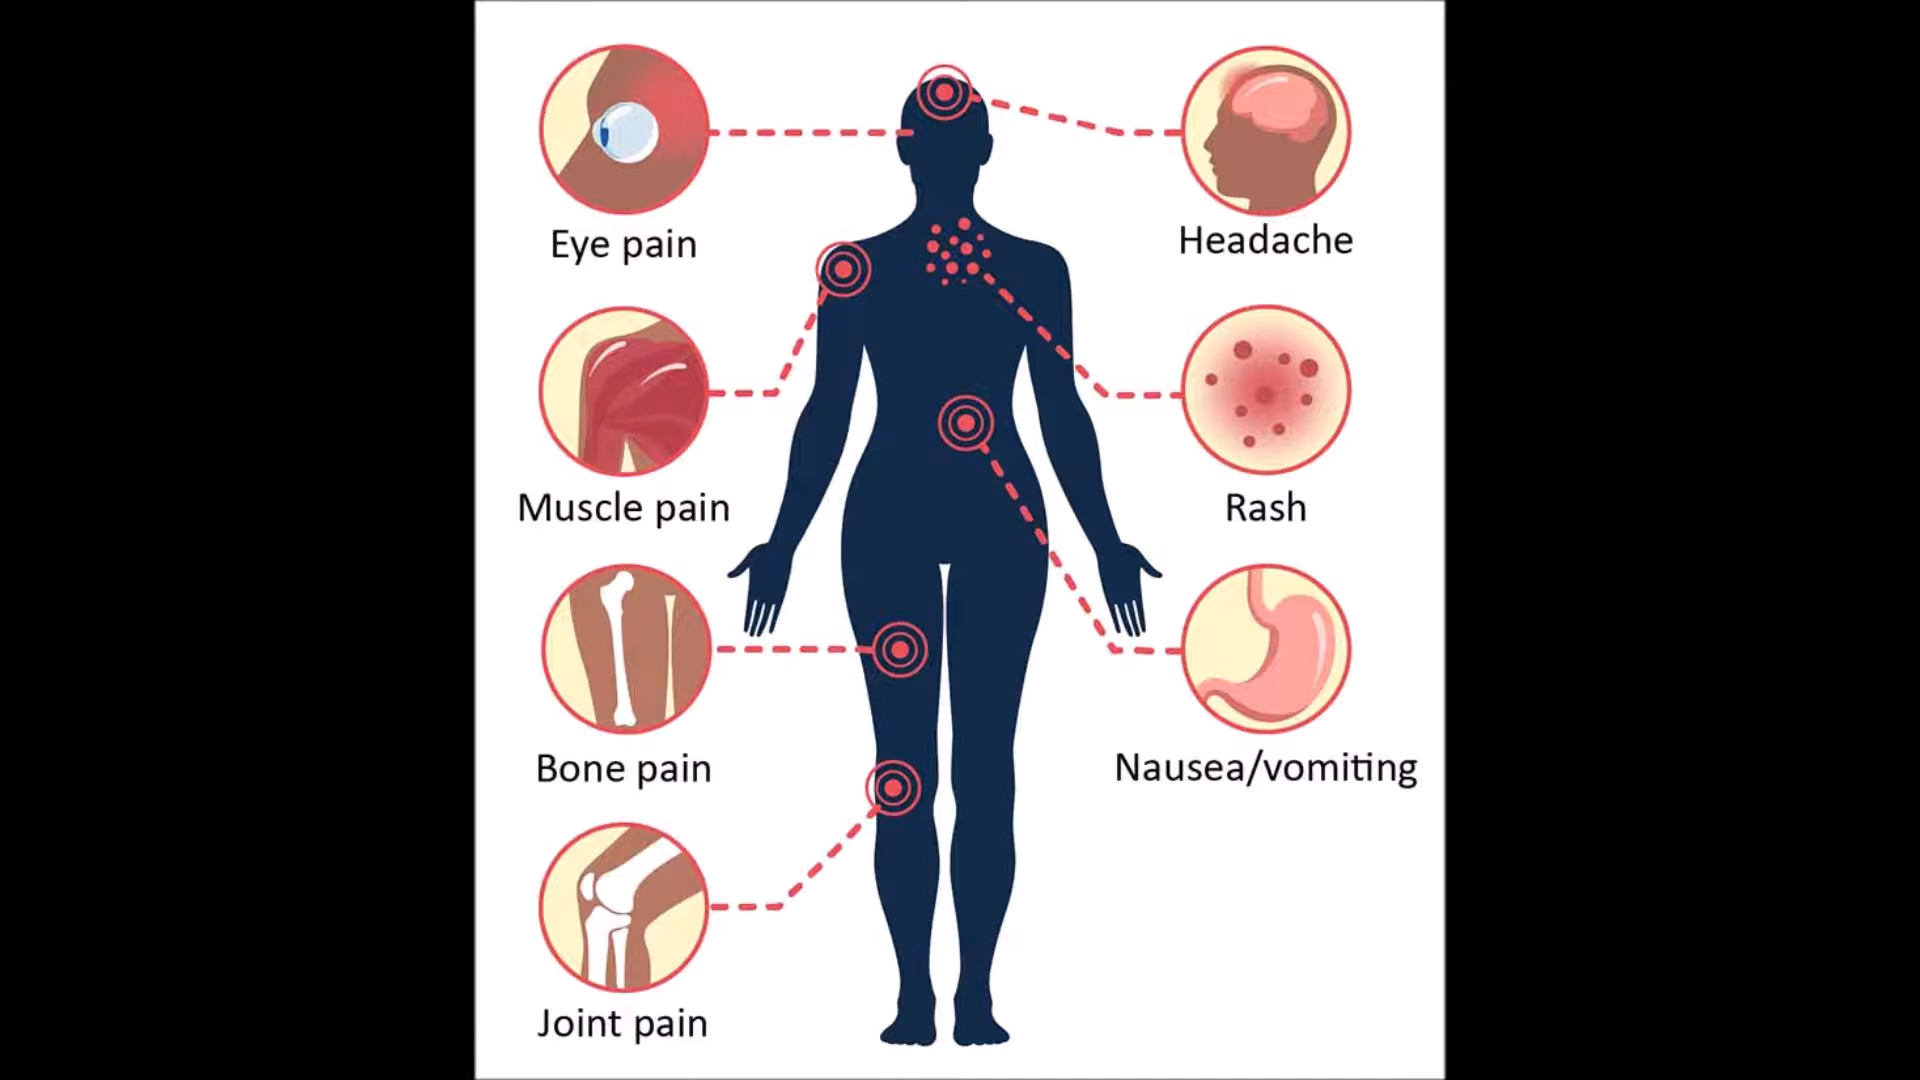 Eye pain
Headache
Muscle pain
Rash
Bone pain
Nausea/vomiting
Joint pain